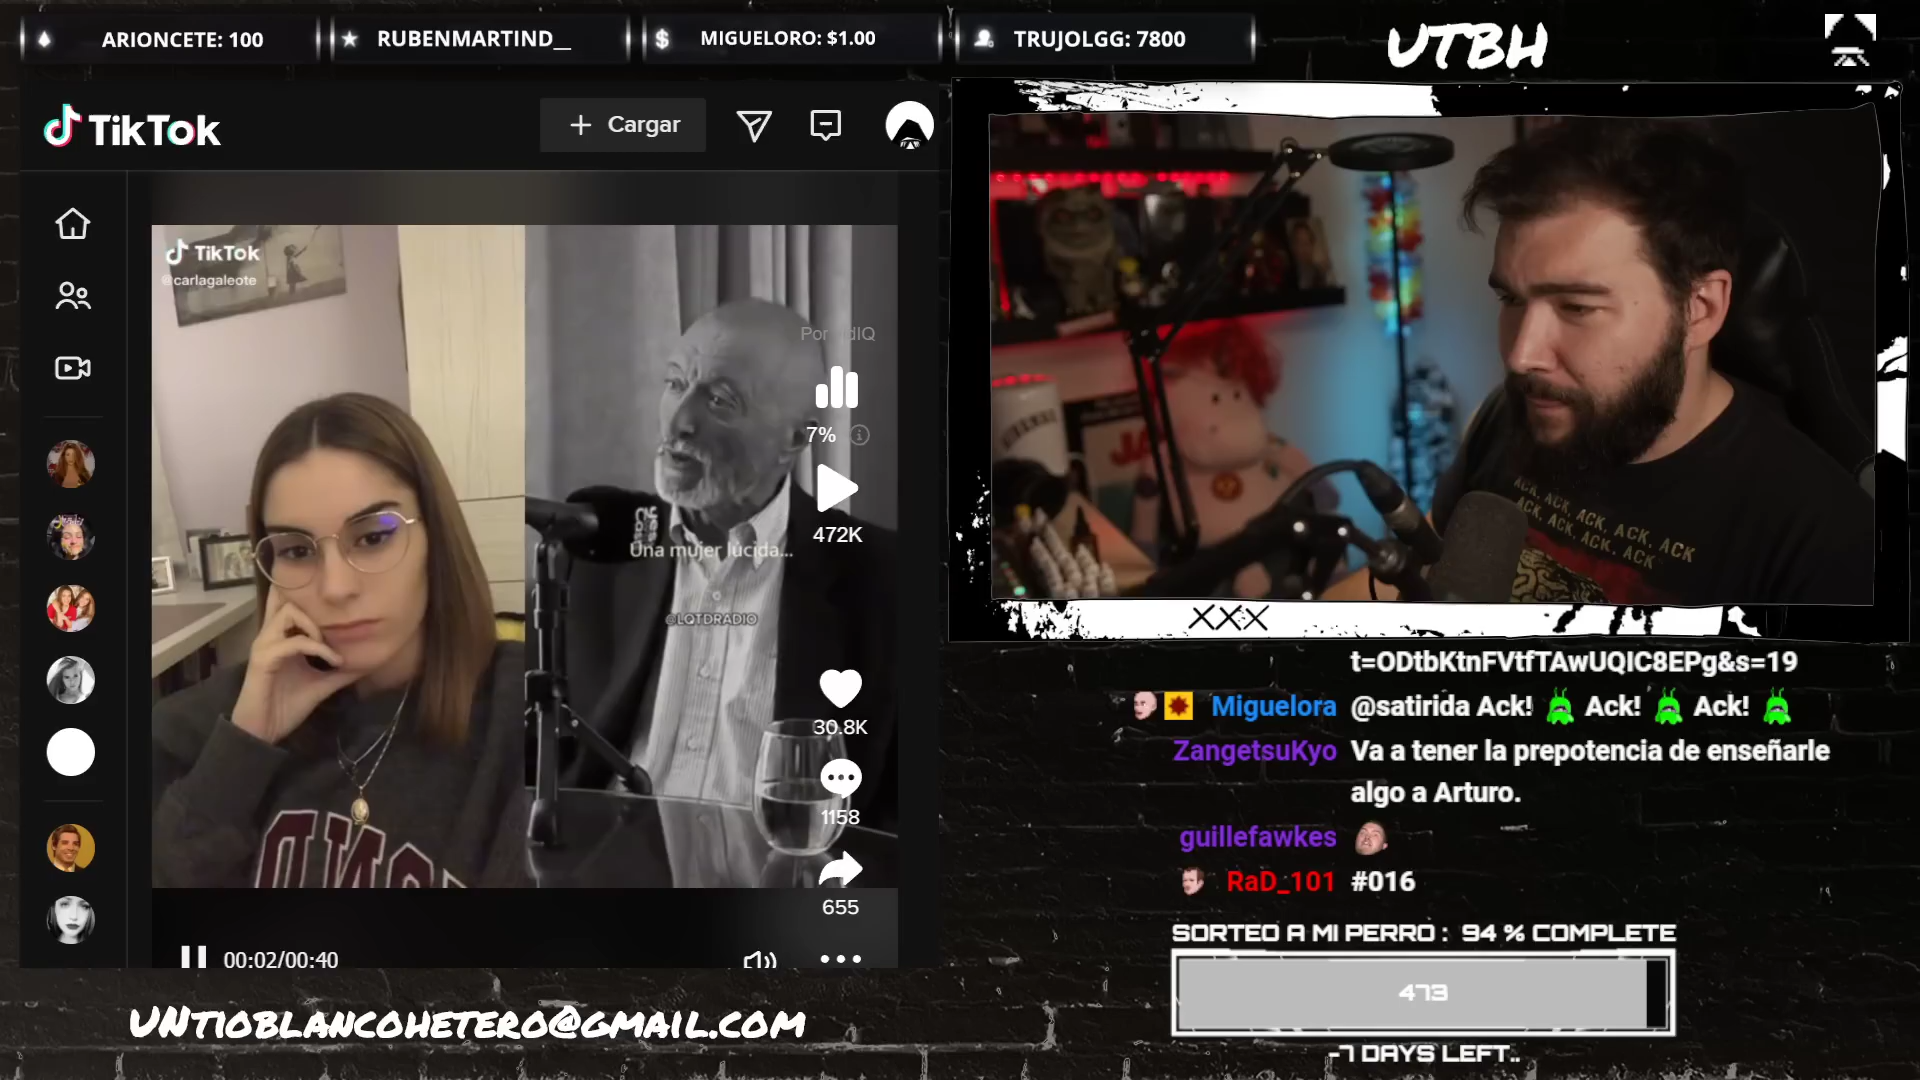 ARIONCETE: 100
RUBENMARTIND__
$ MIGUELORO: $1.00
TRUJOLGG: 7800
UTBH
TikTok
+ Cargar
TikTok
@carlagaleote
7%
472K
Una mujer lúcida...
@LQTDRADIO
30.8K
1158
655
00:02/00:40
ACK, ACK, ACK, ACK, ACK
ACK, ACK, ACK, ACK
XXX
t=ODtbKtnFVtfTAwUQIC8EPg&s=19
Miguelora @satirida Ack! Ack! Ack!
ZangetsuKyo Va a tener la prepotencia de enseñarle
algo a Arturo.
guillefawkes
RaD_101 #016
SORTEO A MI PERRO : 94 % COMPLETE
473
-7 DAYS LEFT..
UNTIOBLANCOHETERO@GMAIL.COM